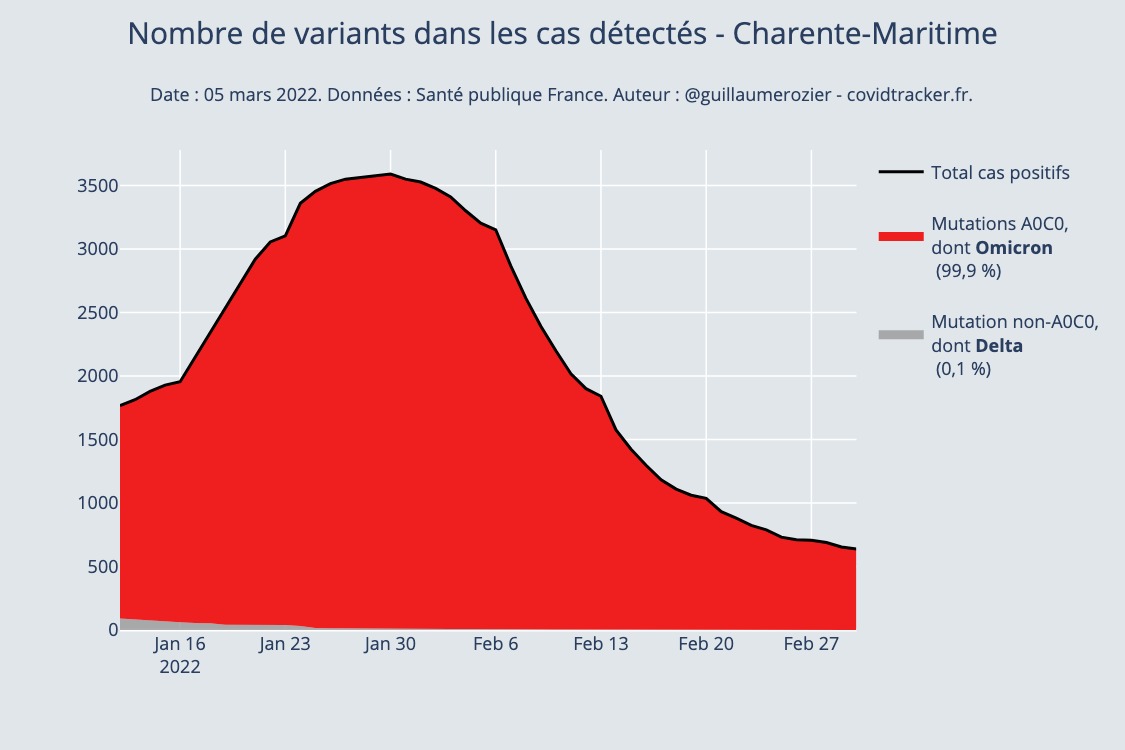 Nombre de variants dans les cas détectés - Charente-Maritime
Date : 05 mars 2022. Données : Santé publique France. Auteur : @guillaumerozier - covidtracker.fr.
3500
3000
2500
2000
1500
1000
500
0
Jan 16
2022
Jan 23
Jan 30
Feb 6
Feb 13
Feb 20
Feb 27
Total cas positifs
Mutations A0C0,
dont Omicron
(99,9 %)
Mutation non-A0C0,
dont Delta
(0,1 %)